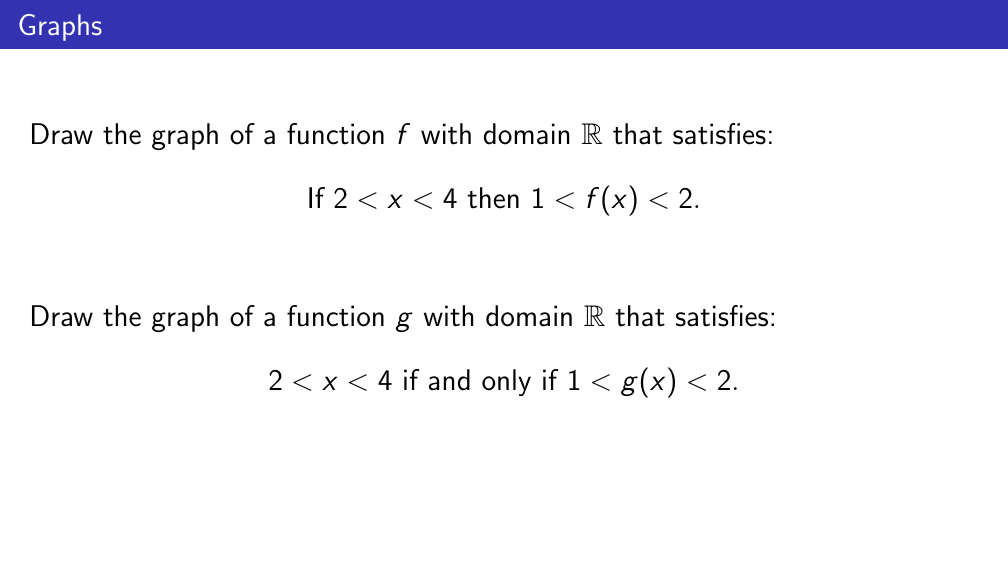 Graphs
Draw the graph of a function f with domain ℝ that satisfies:
If 2 < x < 4 then 1 < f(x) < 2.
Draw the graph of a function g with domain ℝ that satisfies:
2 < x < 4 if and only if 1 < g(x) < 2.